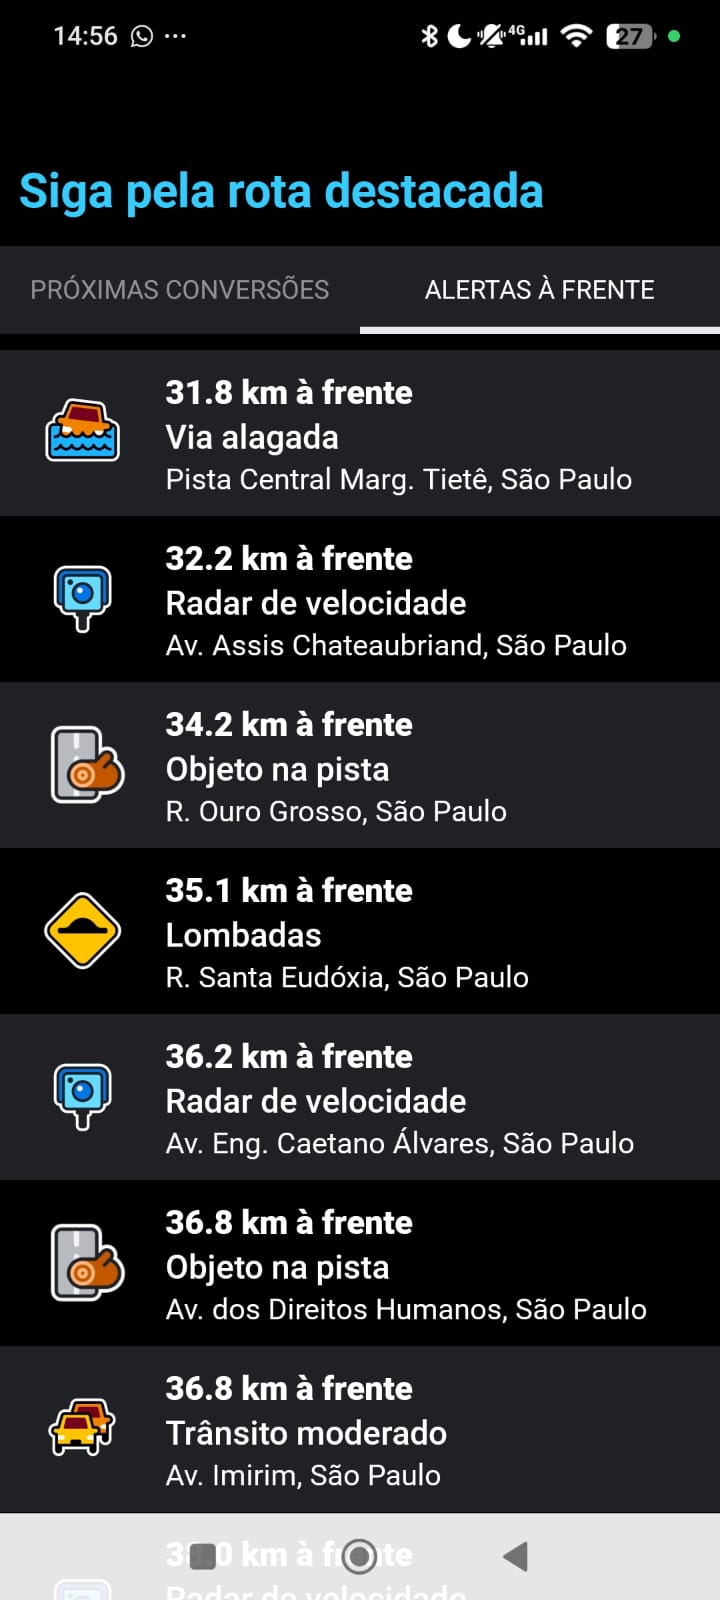 14:56
4G
27
Siga pela rota destacada
PRÓXIMAS CONVERSÕES
ALERTAS À FRENTE
31.8 km à frente
Via alagada
Pista Central Marg. Tietê, São Paulo
32.2 km à frente
Radar de velocidade
Av. Assis Chateaubriand, São Paulo
34.2 km à frente
Objeto na pista
R. Ouro Grosso, São Paulo
35.1 km à frente
Lombadas
R. Santa Eudóxia, São Paulo
36.2 km à frente
Radar de velocidade
Av. Eng. Caetano Álvares, São Paulo
36.8 km à frente
Objeto na pista
Av. dos Direitos Humanos, São Paulo
36.8 km à frente
Trânsito moderado
Av. Imirim, São Paulo
km à frente
Radar de velocidade